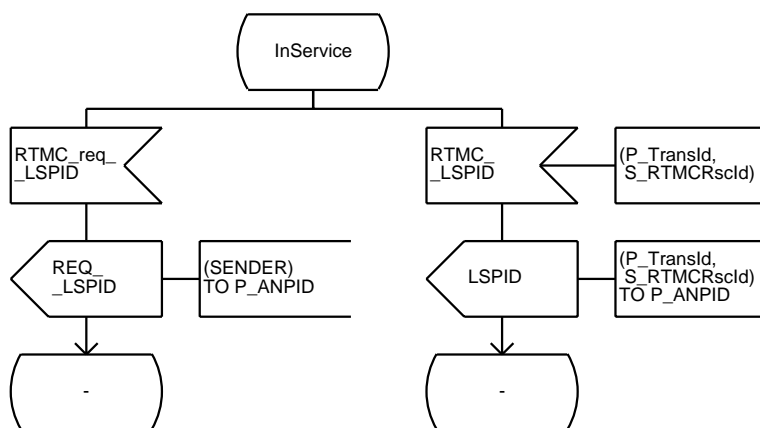 InService
RTMC_req_
_LSPID
RTMC_
_LSPID
(P_TransId,
S_RTMCRscId)
REQ_
_LSPID
(SENDER)
TO P_ANPID
LSPID
(P_TransId,
S_RTMCRscId)
TO P_ANPID
-
-